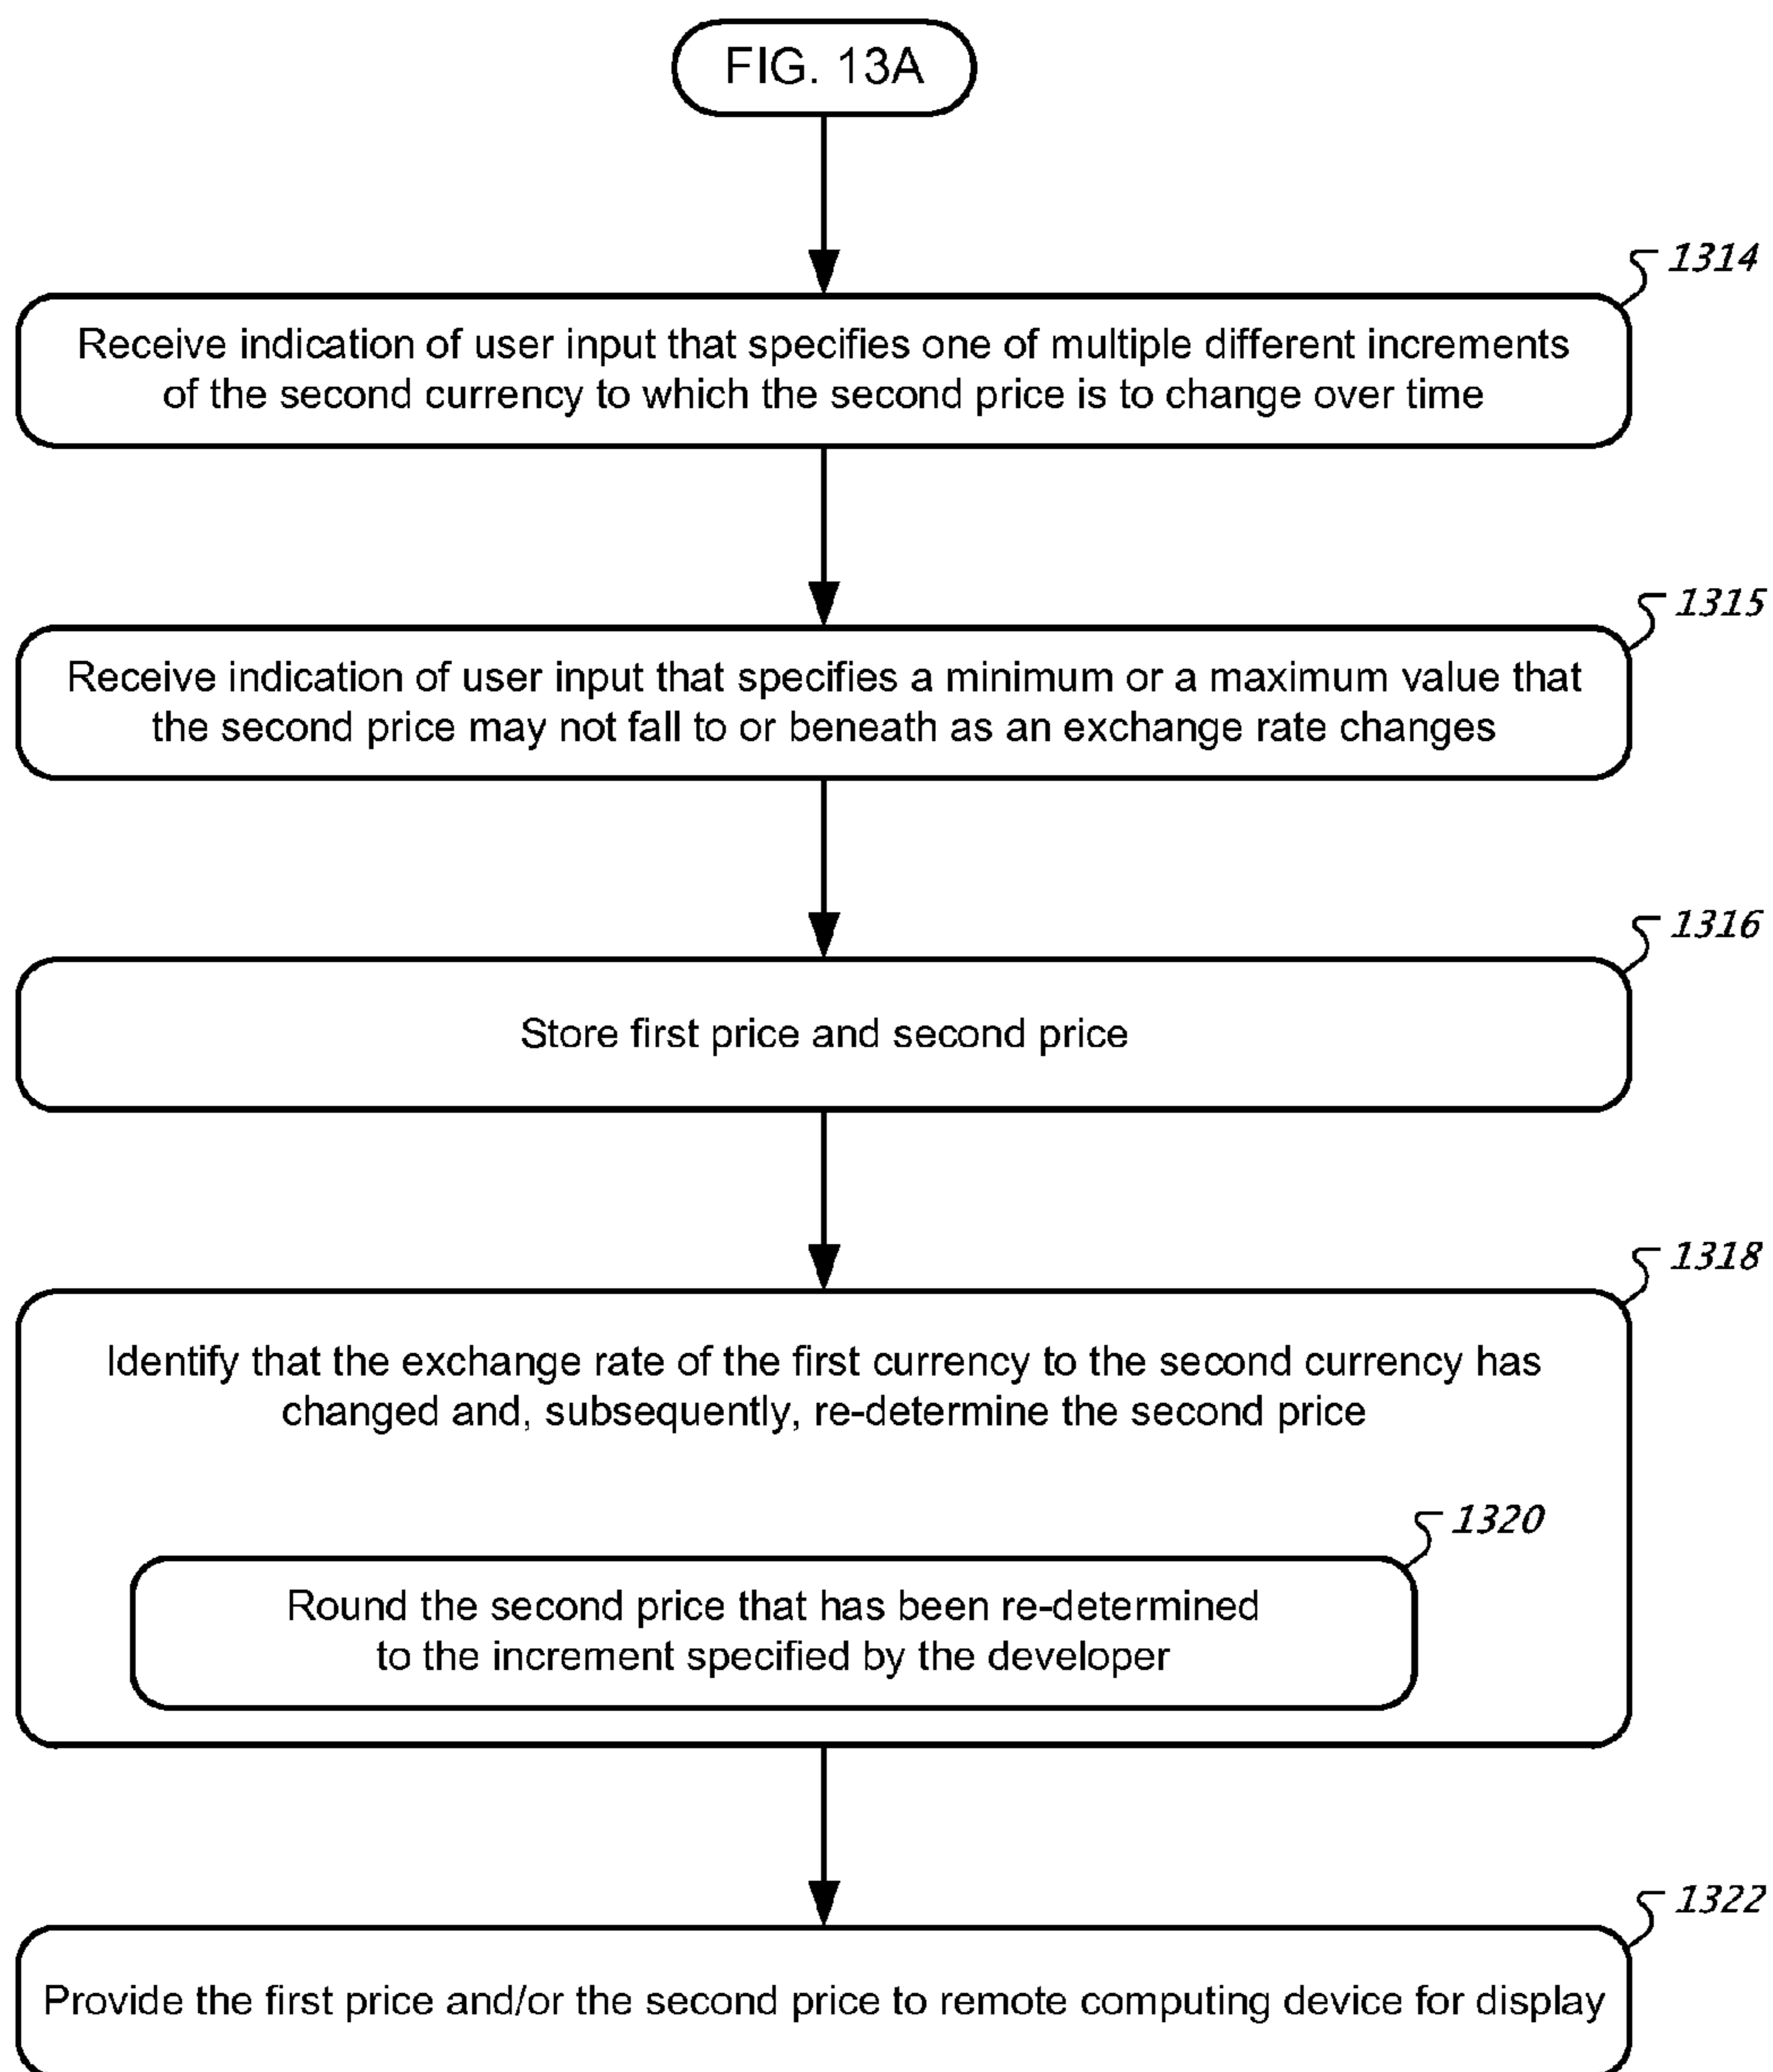 FIG. 13A
1314
Receive indication of user input that specifies one of multiple different increments
of the second currency to which the second price is to change over time
1315
Receive indication of user input that specifies a minimum or a maximum value that
the second price may not fall to or beneath as an exchange rate changes
1316
Store first price and second price
1318
Identify that the exchange rate of the first currency to the second currency has
changed and, subsequently, re-determine the second price
1320
Round the second price that has been re-determined
to the increment specified by the developer
1322
Provide the first price and/or the second price to remote computing device for display